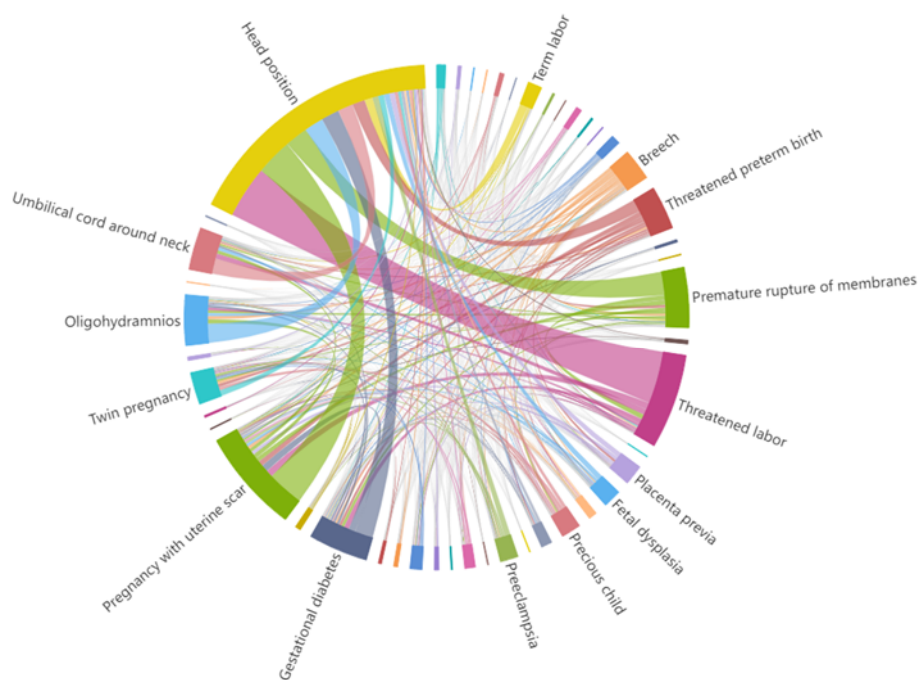 Head position
Term labor
Breech
Threatened preterm birth
Premature rupture of membranes
Threatened labor
Placenta previa
Fetal dysplasia
Precious child
Preeclampsia
Gestational diabetes
Pregnancy with uterine scar
Twin pregnancy
Oligohydramnios
Umbilical cord around neck